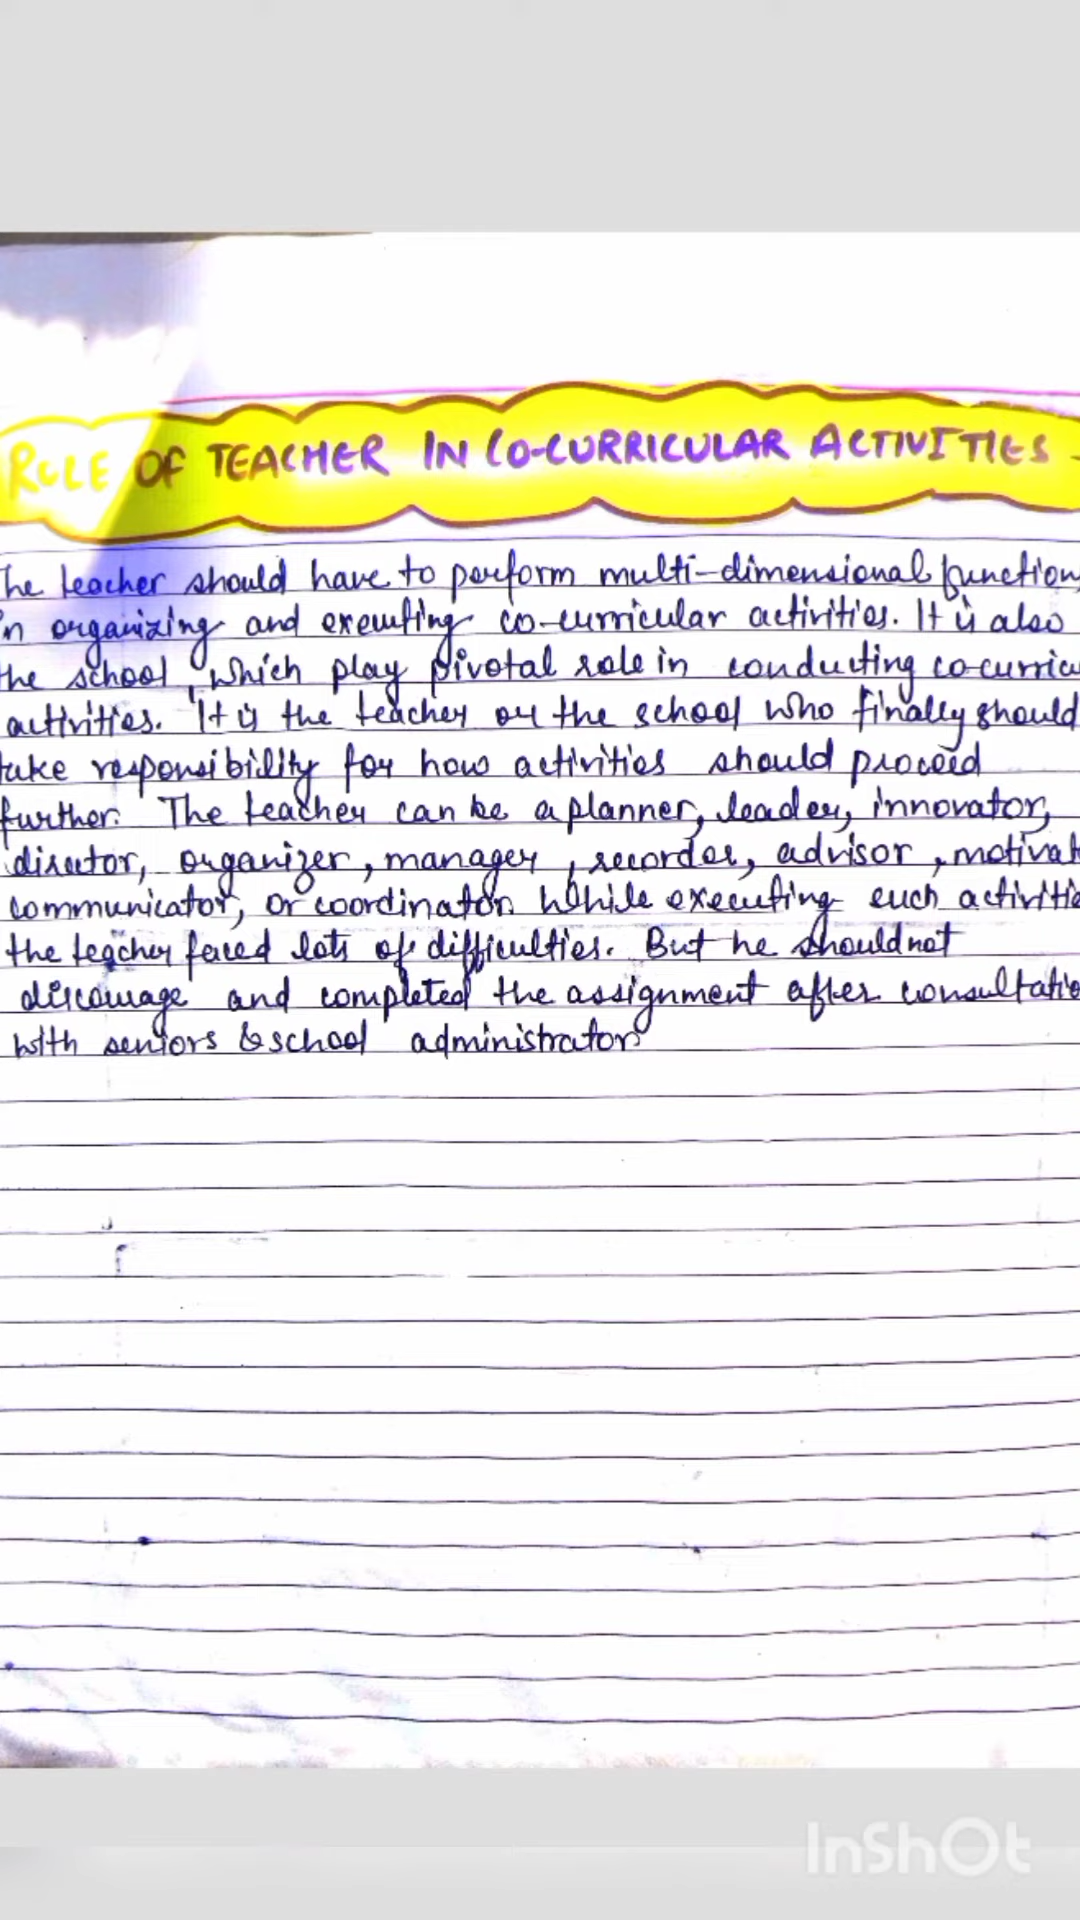 ROLE OF TEACHER IN CO-CURRICULAR ACTIVITIES -
The teacher should have to perform multi-dimensional function
in organizing and executing co-curricular activities. It is also
the school, which play pivotal role in conducting co-curricu
activities. It is the teacher or the school who finally should
take responsibility for how activities should proceed
further. The teacher can be a planner, leader, innovator,
director, organizer, manager, recorder, advisor, motivat
communicator, or coordinator. While executing such activitie
the teacher faced lots of difficulties. But he should not
discourage and completed the assignment after consultatio
with seniors & school administrator
InShOt